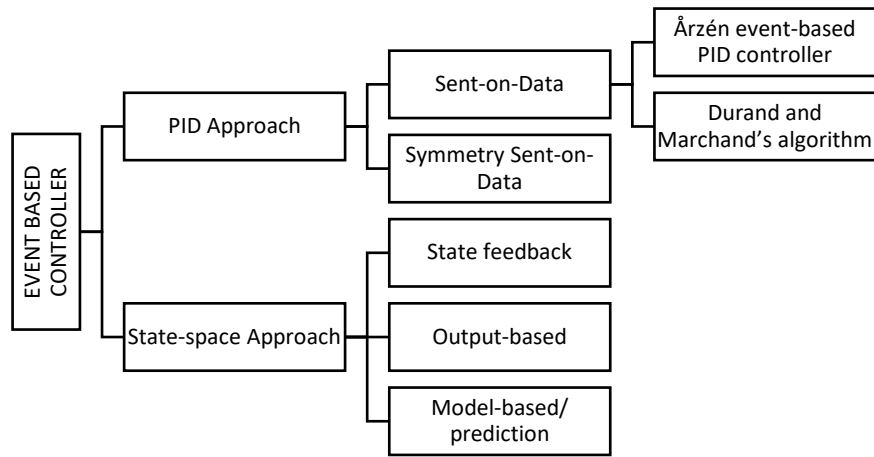 EVENT BASED
CONTROLLER
PID Approach
Sent-on-Data
Årzén event-based
PID controller
Durand and
Marchand's algorithm
Symmetry Sent-on-
Data
State-space Approach
State feedback
Output-based
Model-based/
prediction